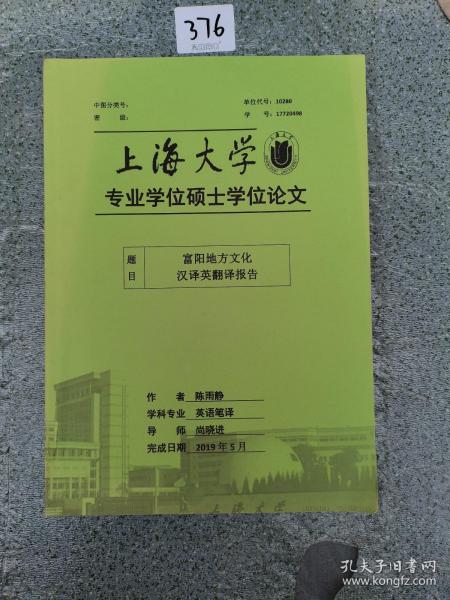 376
中图分类号:
单位代号:10280
密 级:
学 号:17720498
上海大学
专业学位硕士学位论文
题目
富阳地方文化
汉译英翻译报告
作 者 陈雨静
学科专业 英语笔译
导 师 尚晓进
完成日期 2019年5月
上海大学
孔夫子旧书网
www.kongfz.com